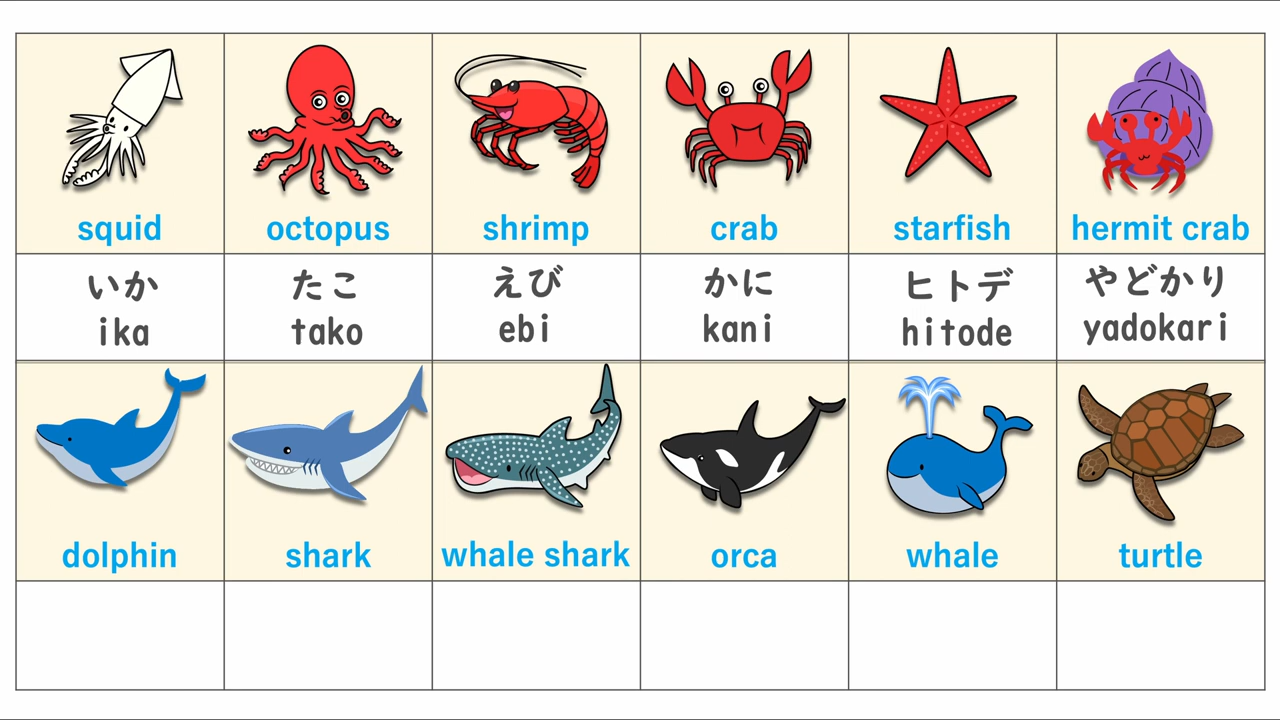 squid octopus shrimp crab starfish hermit crab
いか たこ えび かに ヒトデ やどかり
ika tako ebi kani hitode yadokari
dolphin shark whale shark orca whale turtle